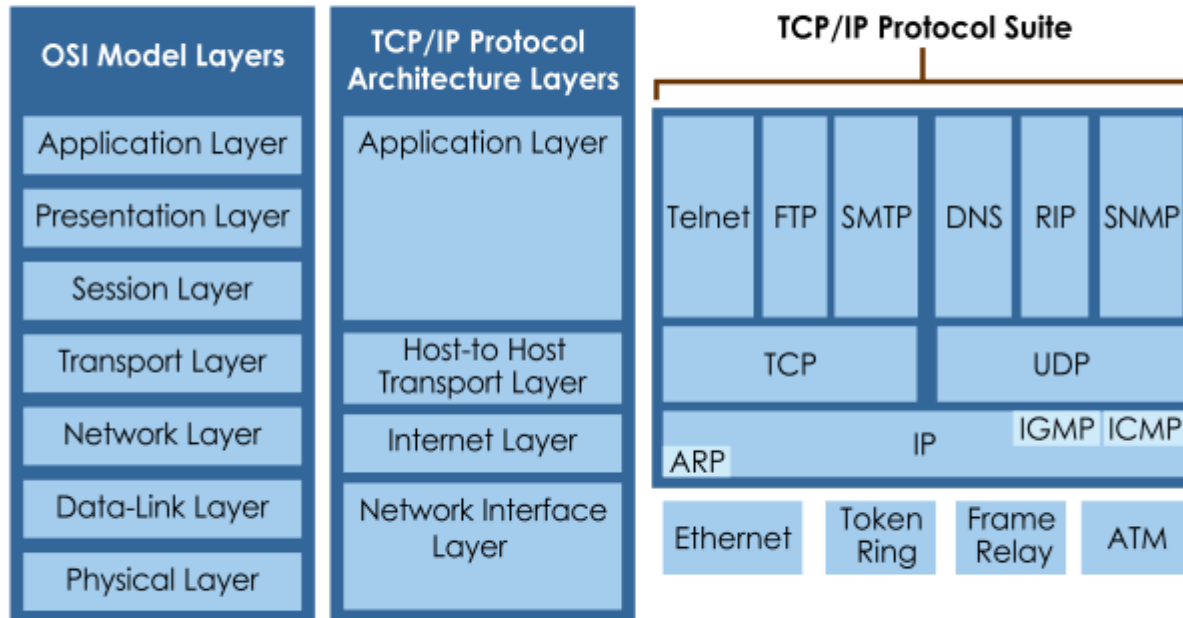 OSI Model Layers
Application Layer
Presentation Layer
Session Layer
Transport Layer
Network Layer
Data-Link Layer
Physical Layer
TCP/IP Protocol
Architecture Layers
Application Layer
Host-to Host
Transport Layer
Internet Layer
Network Interface
Layer
TCP/IP Protocol Suite
Telnet
FTP
SMTP
DNS
RIP
SNMP
TCP
UDP
IP
IGMP
ICMP
ARP
Ethernet
Token
Ring
Frame
Relay
ATM